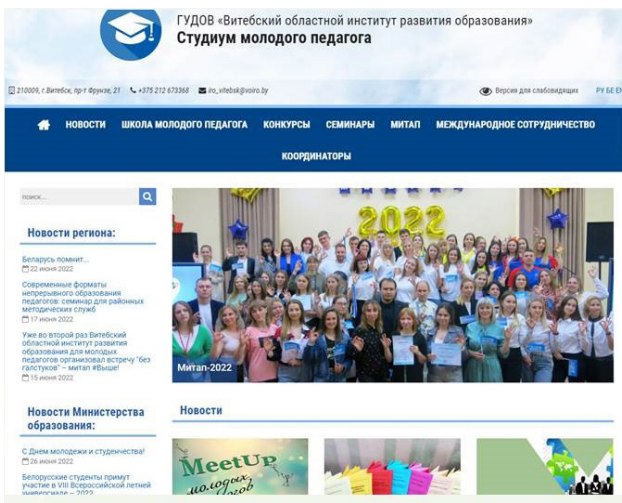 ГУДОВ «Витебский областной институт развития образования»
Студиум молодого педагога
210009, г.Витебск, пр-т Фрунзе, 21 +375 212 673368 iro_vitebsk@voiro.by Версия для слабовидящих РУ БЕ EN
НОВОСТИ ШКОЛА МОЛОДОГО ПЕДАГОГА КОНКУРСЫ СЕМИНАРЫ МИТАП МЕЖДУНАРОДНОЕ СОТРУДНИЧЕСТВО
КООРДИНАТОРЫ
поиск...
Новости региона:
Беларусь помнит...
22 июня 2022
Современные форматы
непрерывного образования
педагогов: семинар для районных
методических служб
17 июня 2022
Уже во второй раз Витебский
областной институт развития
образования для молодых
педагогов организовал встречу "без
галстуков" – митап #Выше!
15 июня 2022
Новости Министерства
образования:
С Днем молодежи и студенчества!
26 июня 2022
Белорусские студенты примут
участие в VIII Всероссийской летней
универсиаде – 2022
2022
Митап-2022
Новости
MeetUp
молодых